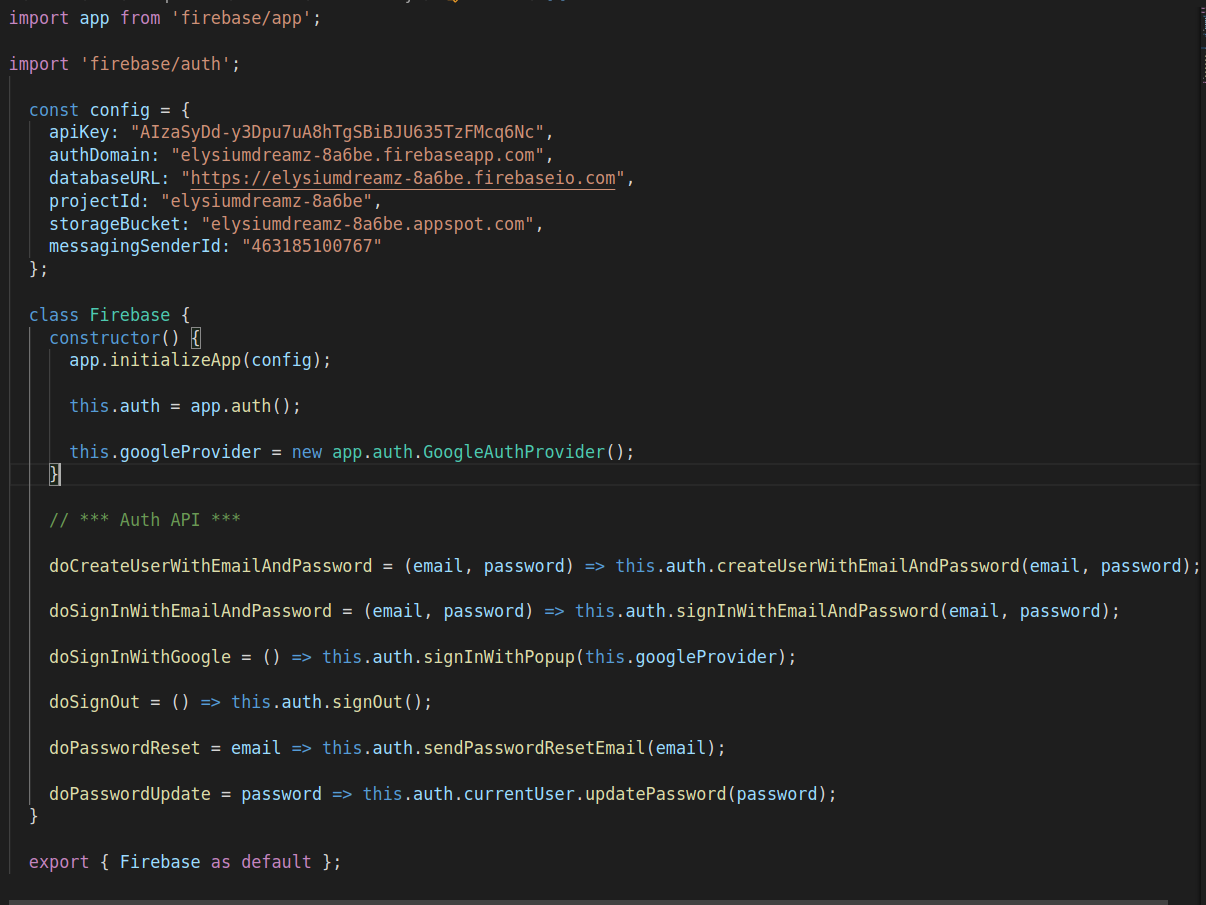 import app from 'firebase/app';
import 'firebase/auth';
const config = {
apiKey: "AIzaSyDd-y3Dpu7uA8hTgSBiBJU635TzFMcq6Nc",
authDomain: "elysiumdreamz-8a6be.firebaseapp.com",
databaseURL: "https://elysiumdreamz-8a6be.firebaseio.com",
projectId: "elysiumdreamz-8a6be",
storageBucket: "elysiumdreamz-8a6be.appspot.com",
messagingSenderId: "463185100767"
};
class Firebase {
constructor() {
app.initializeApp(config);
this.auth = app.auth();
this.googleProvider = new app.auth.GoogleAuthProvider();
}
// *** Auth API ***
doCreateUserWithEmailAndPassword = (email, password) => this.auth.createUserWithEmailAndPassword(email, password);
doSignInWithEmailAndPassword = (email, password) => this.auth.signInWithEmailAndPassword(email, password);
doSignInWithGoogle = () => this.auth.signInWithPopup(this.googleProvider);
doSignOut = () => this.auth.signOut();
doPasswordReset = email => this.auth.sendPasswordResetEmail(email);
doPasswordUpdate = password => this.auth.currentUser.updatePassword(password);
}
export { Firebase as default };